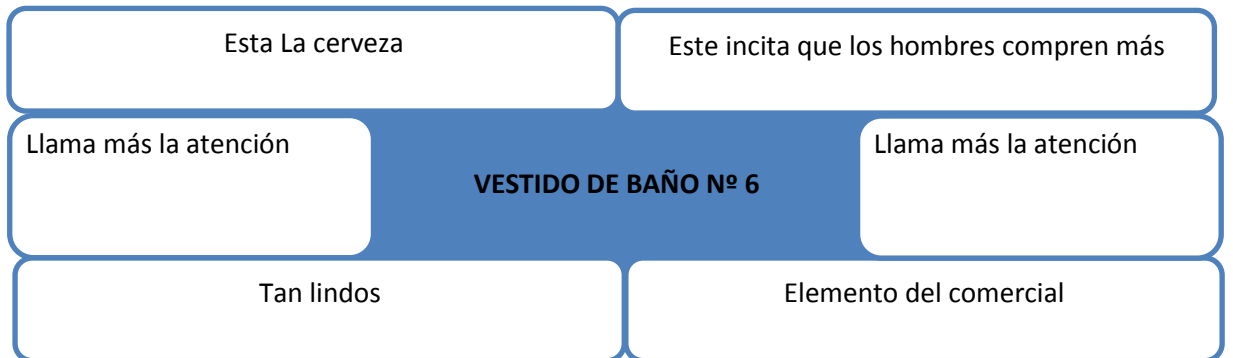 Esta La cerveza
Este incita que los hombres compren más
Llama más la atención
VESTIDO DE BAÑO Nº 6
Llama más la atención
Tan lindos
Elemento del comercial